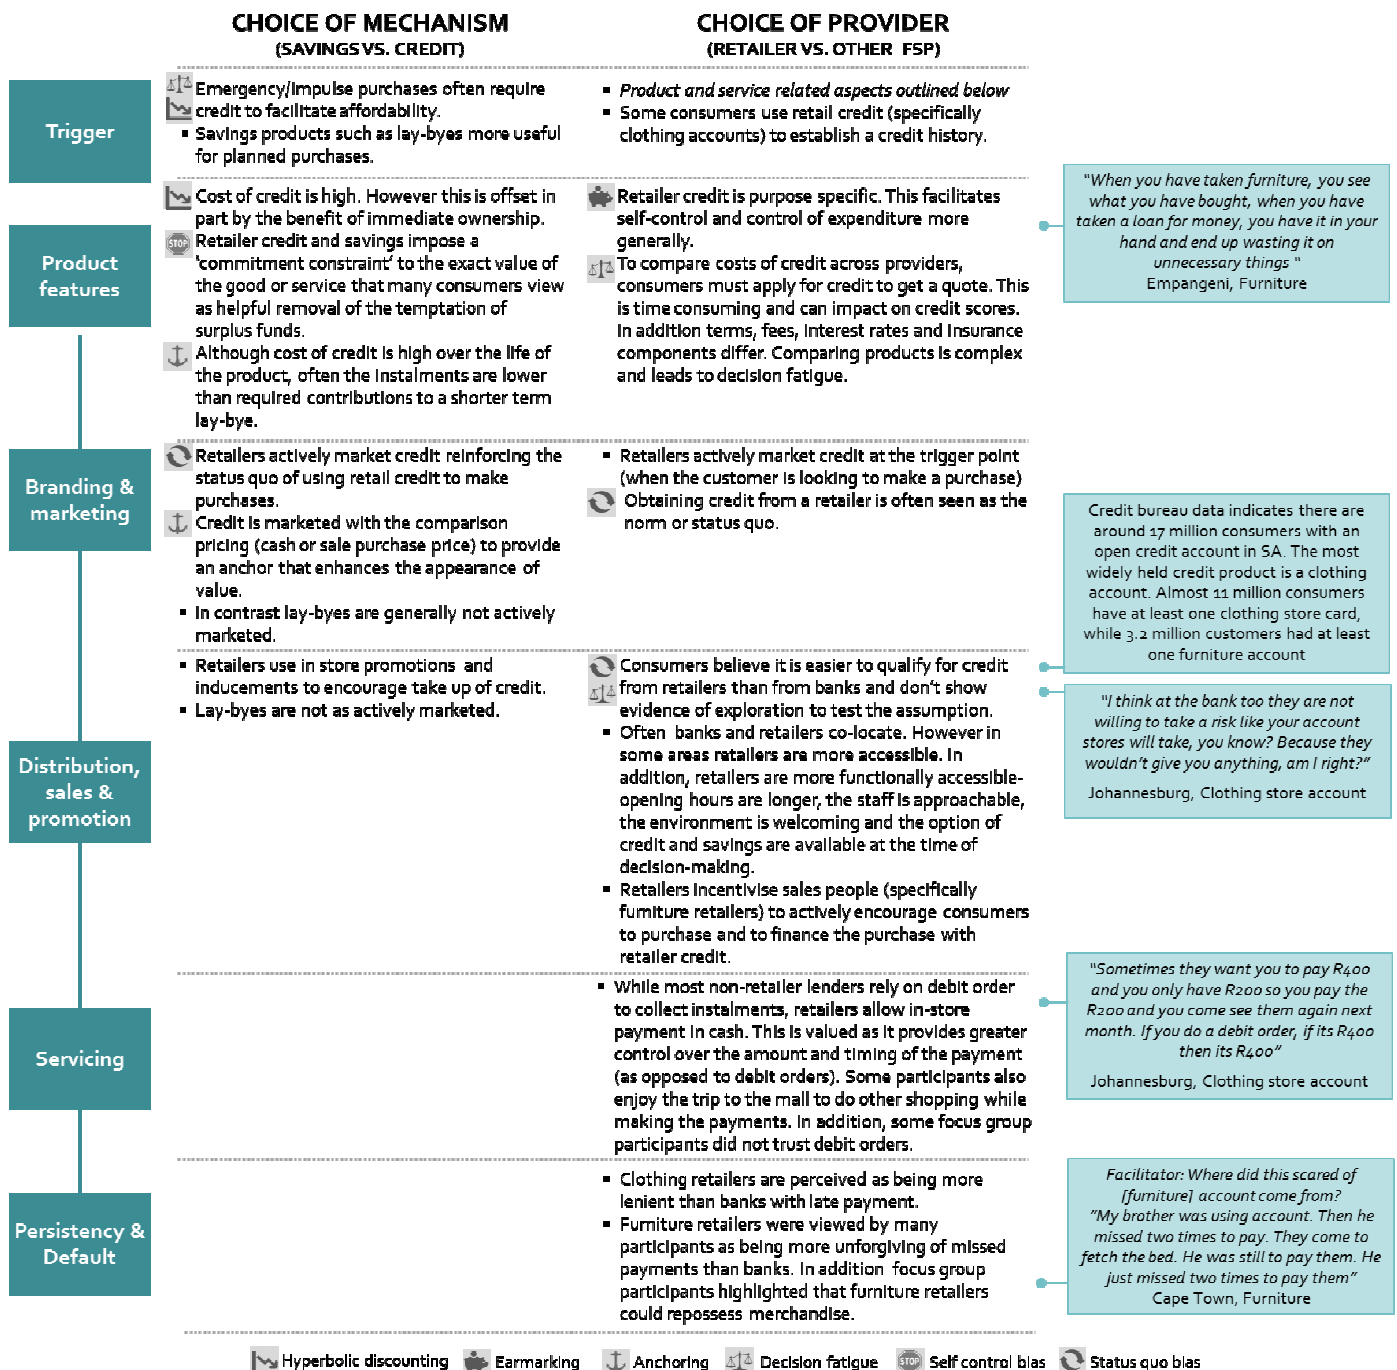 CHOICE OF MECHANISM
(SAVINGS VS. CREDIT)
CHOICE OF PROVIDER
(RETAILER VS. OTHER FSP)
Trigger
Emergency/Impulse purchases often require
credit to facilitate affordability.
▪ Savings products such as lay-byes more useful
for planned purchases.
▪ Product and service related aspects outlined below
▪ Some consumers use retail credit (specifically
clothing accounts) to establish a credit history.
Product
features
Cost of credit is high. However this is offset in
part by the benefit of immediate ownership.
STOP
Retailer credit and savings impose a
'commitment constraint' to the exact value of
the good or service that many consumers view
as helpful removal of the temptation of
surplus funds.
Although cost of credit is high over the life of
the product, often the instalments are lower
than required contributions to a shorter term
lay-bye.
Retailer credit is purpose specific. This facilitates
self-control and control of expenditure more
generally.
To compare costs of credit across providers,
consumers must apply for credit to get a quote. This
is time consuming and can impact on credit scores.
In addition terms, fees, interest rates and insurance
components differ. Comparing products is complex
and leads to decision fatigue.
"When you have taken furniture, you see
what you have bought, when you have
taken a loan for money, you have it in your
hand and end up wasting it on
unnecessary things "
Empangeni, Furniture
Branding &
marketing
Retailers actively market credit reinforcing the
status quo of using retail credit to make
purchases.
Credit is marketed with the comparison
pricing (cash or sale purchase price) to provide
an anchor that enhances the appearance of
value.
▪ In contrast lay-byes are generally not actively
marketed.
▪ Retailers actively market credit at the trigger point
(when the customer is looking to make a purchase)
Obtaining credit from a retailer is often seen as the
norm or status quo.
Credit bureau data indicates there are
around 17 million consumers with an
open credit account in SA. The most
widely held credit product is a clothing
account. Almost 11 million consumers
have at least one clothing store card,
while 3.2 million customers had at least
one furniture account
Distribution,
sales &
promotion
▪ Retailers use in store promotions and
inducements to encourage take up of credit.
▪ Lay-byes are not as actively marketed.
Consumers believe it is easier to qualify for credit
from retailers than from banks and don't show
evidence of exploration to test the assumption.
▪ Often banks and retailers co-locate. However in
some areas retailers are more accessible. In
addition, retailers are more functionally accessible-
opening hours are longer, the staff is approachable,
the environment is welcoming and the option of
credit and savings are available at the time of
decision-making.
▪ Retailers incentivise sales people (specifically
furniture retailers) to actively encourage consumers
to purchase and to finance the purchase with
retailer credit.
"I think at the bank too they are not
willing to take a risk like your account
stores will take, you know? Because they
wouldn't give you anything, am I right?"
Johannesburg, Clothing store account
Servicing
▪ While most non-retailer lenders rely on debit order
to collect instalments, retailers allow in-store
payment in cash. This is valued as it provides greater
control over the amount and timing of the payment
(as opposed to debit orders). Some participants also
enjoy the trip to the mall to do other shopping while
making the payments. In addition, some focus group
participants did not trust debit orders.
"Sometimes they want you to pay R400
and you only have R200 so you pay the
R200 and you come see them again next
month. If you do a debit order, if its R400
then its R400"
Johannesburg, Clothing store account
Persistency &
Default
▪ Clothing retailers are perceived as being more
lenient than banks with late payment.
▪ Furniture retailers were viewed by many
participants as being more unforgiving of missed
payments than banks. In addition focus group
participants highlighted that furniture retailers
could repossess merchandise.
Facilitator: Where did this scared of
[furniture] account come from?
"My brother was using account. Then he
missed two times to pay. They come to
fetch the bed. He was still to pay them. He
just missed two times to pay them"
Cape Town, Furniture
Hyperbolic discounting Earmarking Anchoring Decision fatigue STOP Self control bias Status quo bias